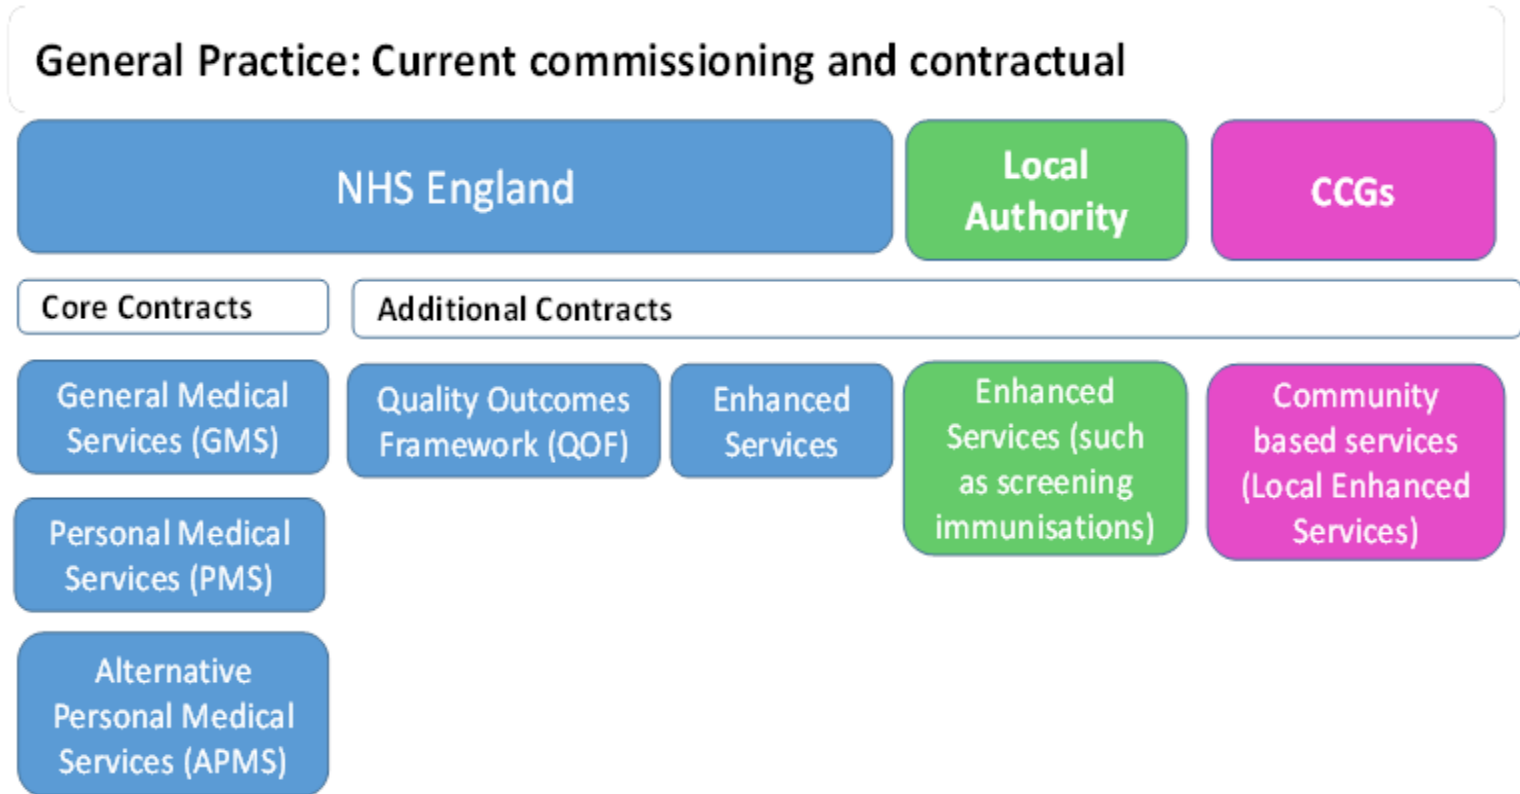 General Practice: Current commissioning and contractual
NHS England
Local
Authority
CCGs
Core Contracts
Additional Contracts
General Medical
Services (GMS)
Quality Outcomes
Framework (QOF)
Enhanced
Services
Enhanced
Services (such
as screening
immunisations)
Community
based services
(Local Enhanced
Services)
Personal Medical
Services (PMS)
Alternative
Personal Medical
Services (APMS)